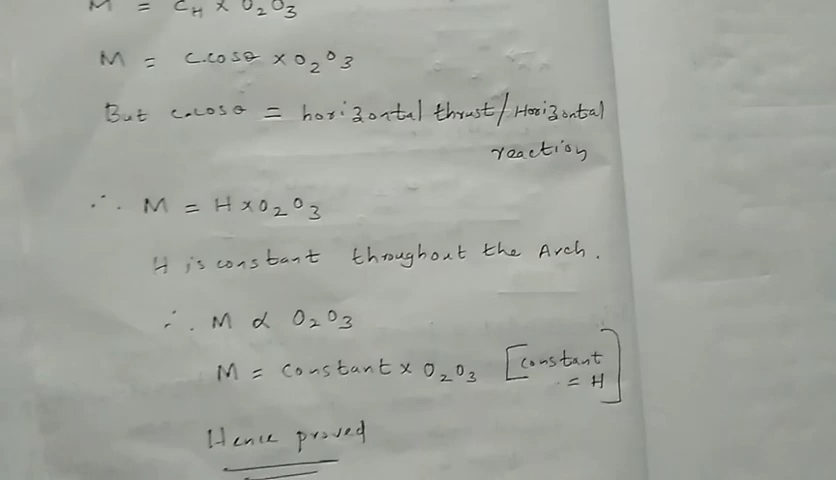 M = C_H × O₂O₃
M = C.cosθ × O₂O₃
But c.cosθ = horizontal thrust / Horizontal
reaction
∴ M = H × O₂O₃
H is constant throughout the Arch.
∴ M ∝ O₂O₃
M = constant × O₂O₃ [constant
= H]
Hence proved